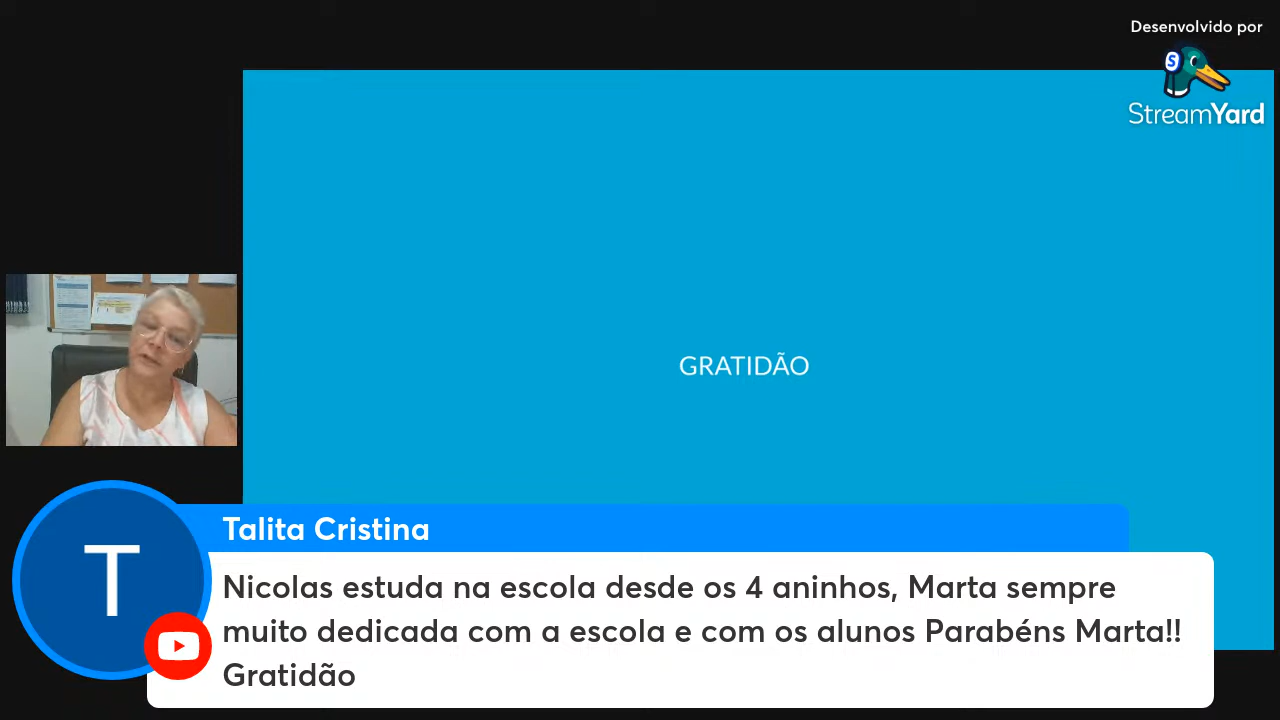 Desenvolvido por
S
StreamYard
GRATIDÃO
T
Talita Cristina
Nicolas estuda na escola desde os 4 aninhos, Marta sempre
muito dedicada com a escola e com os alunos Parabéns Marta!!
Gratidão